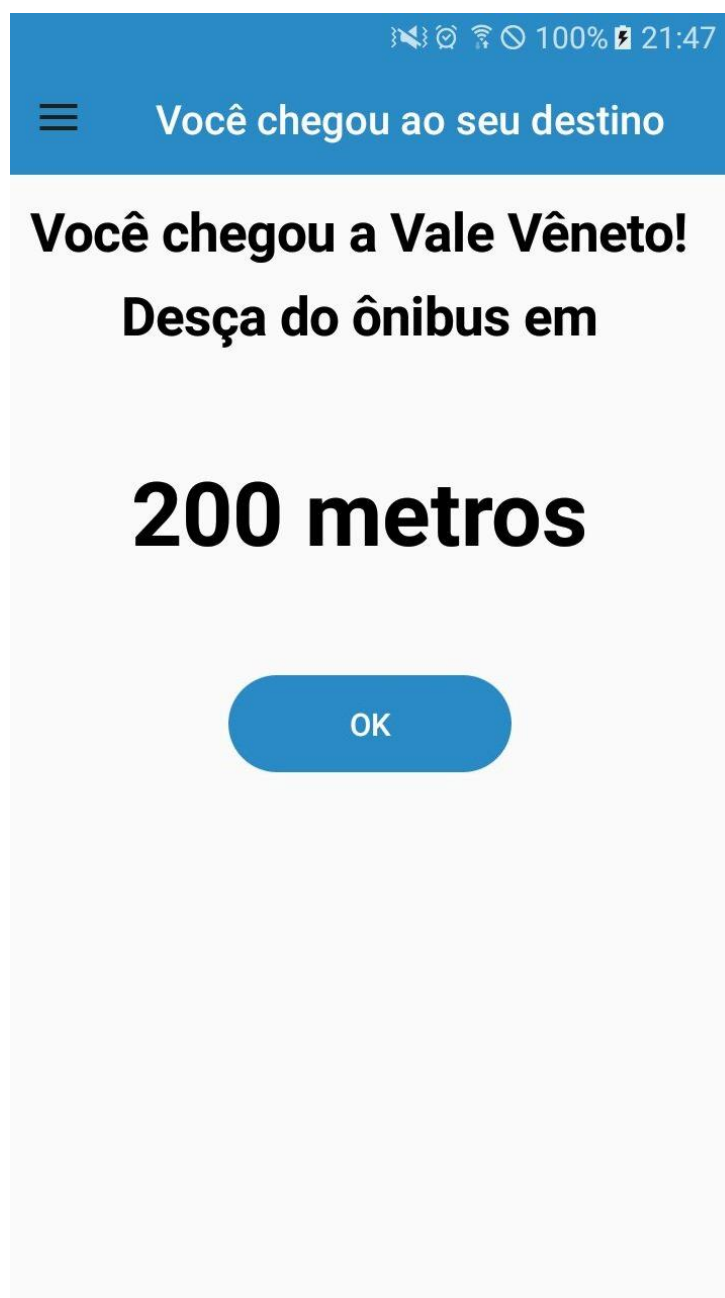 100% 21:47
Você chegou ao seu destino
Você chegou a Vale Vêneto!
Desça do ônibus em
200 metros
OK